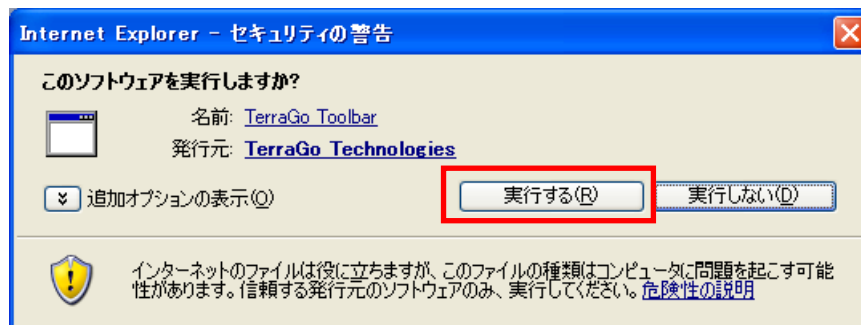 Internet Explorer - セキュリティの警告
このソフトウェアを実行しますか?
名前: TerraGo Toolbar
発行元: TerraGo Technologies
追加オプションの表示(O) 実行する(R) 実行しない(D)
インターネットのファイルは役に立ちますが、このファイルの種類はコンピュータに問題を起こす可能
性があります。信頼する発行元のソフトウェアのみ、実行してください。危険性の説明